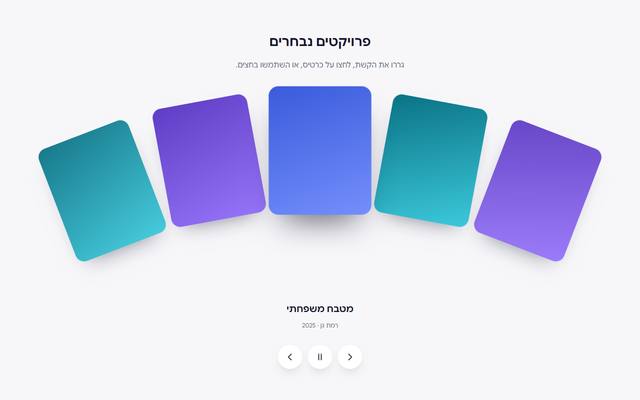 פרויקטים נבחרים
גררו את הקשת, לחצו על כרטיס, או השתמשו בחצים.
מטבח משפחתי
רמת גן · 2025